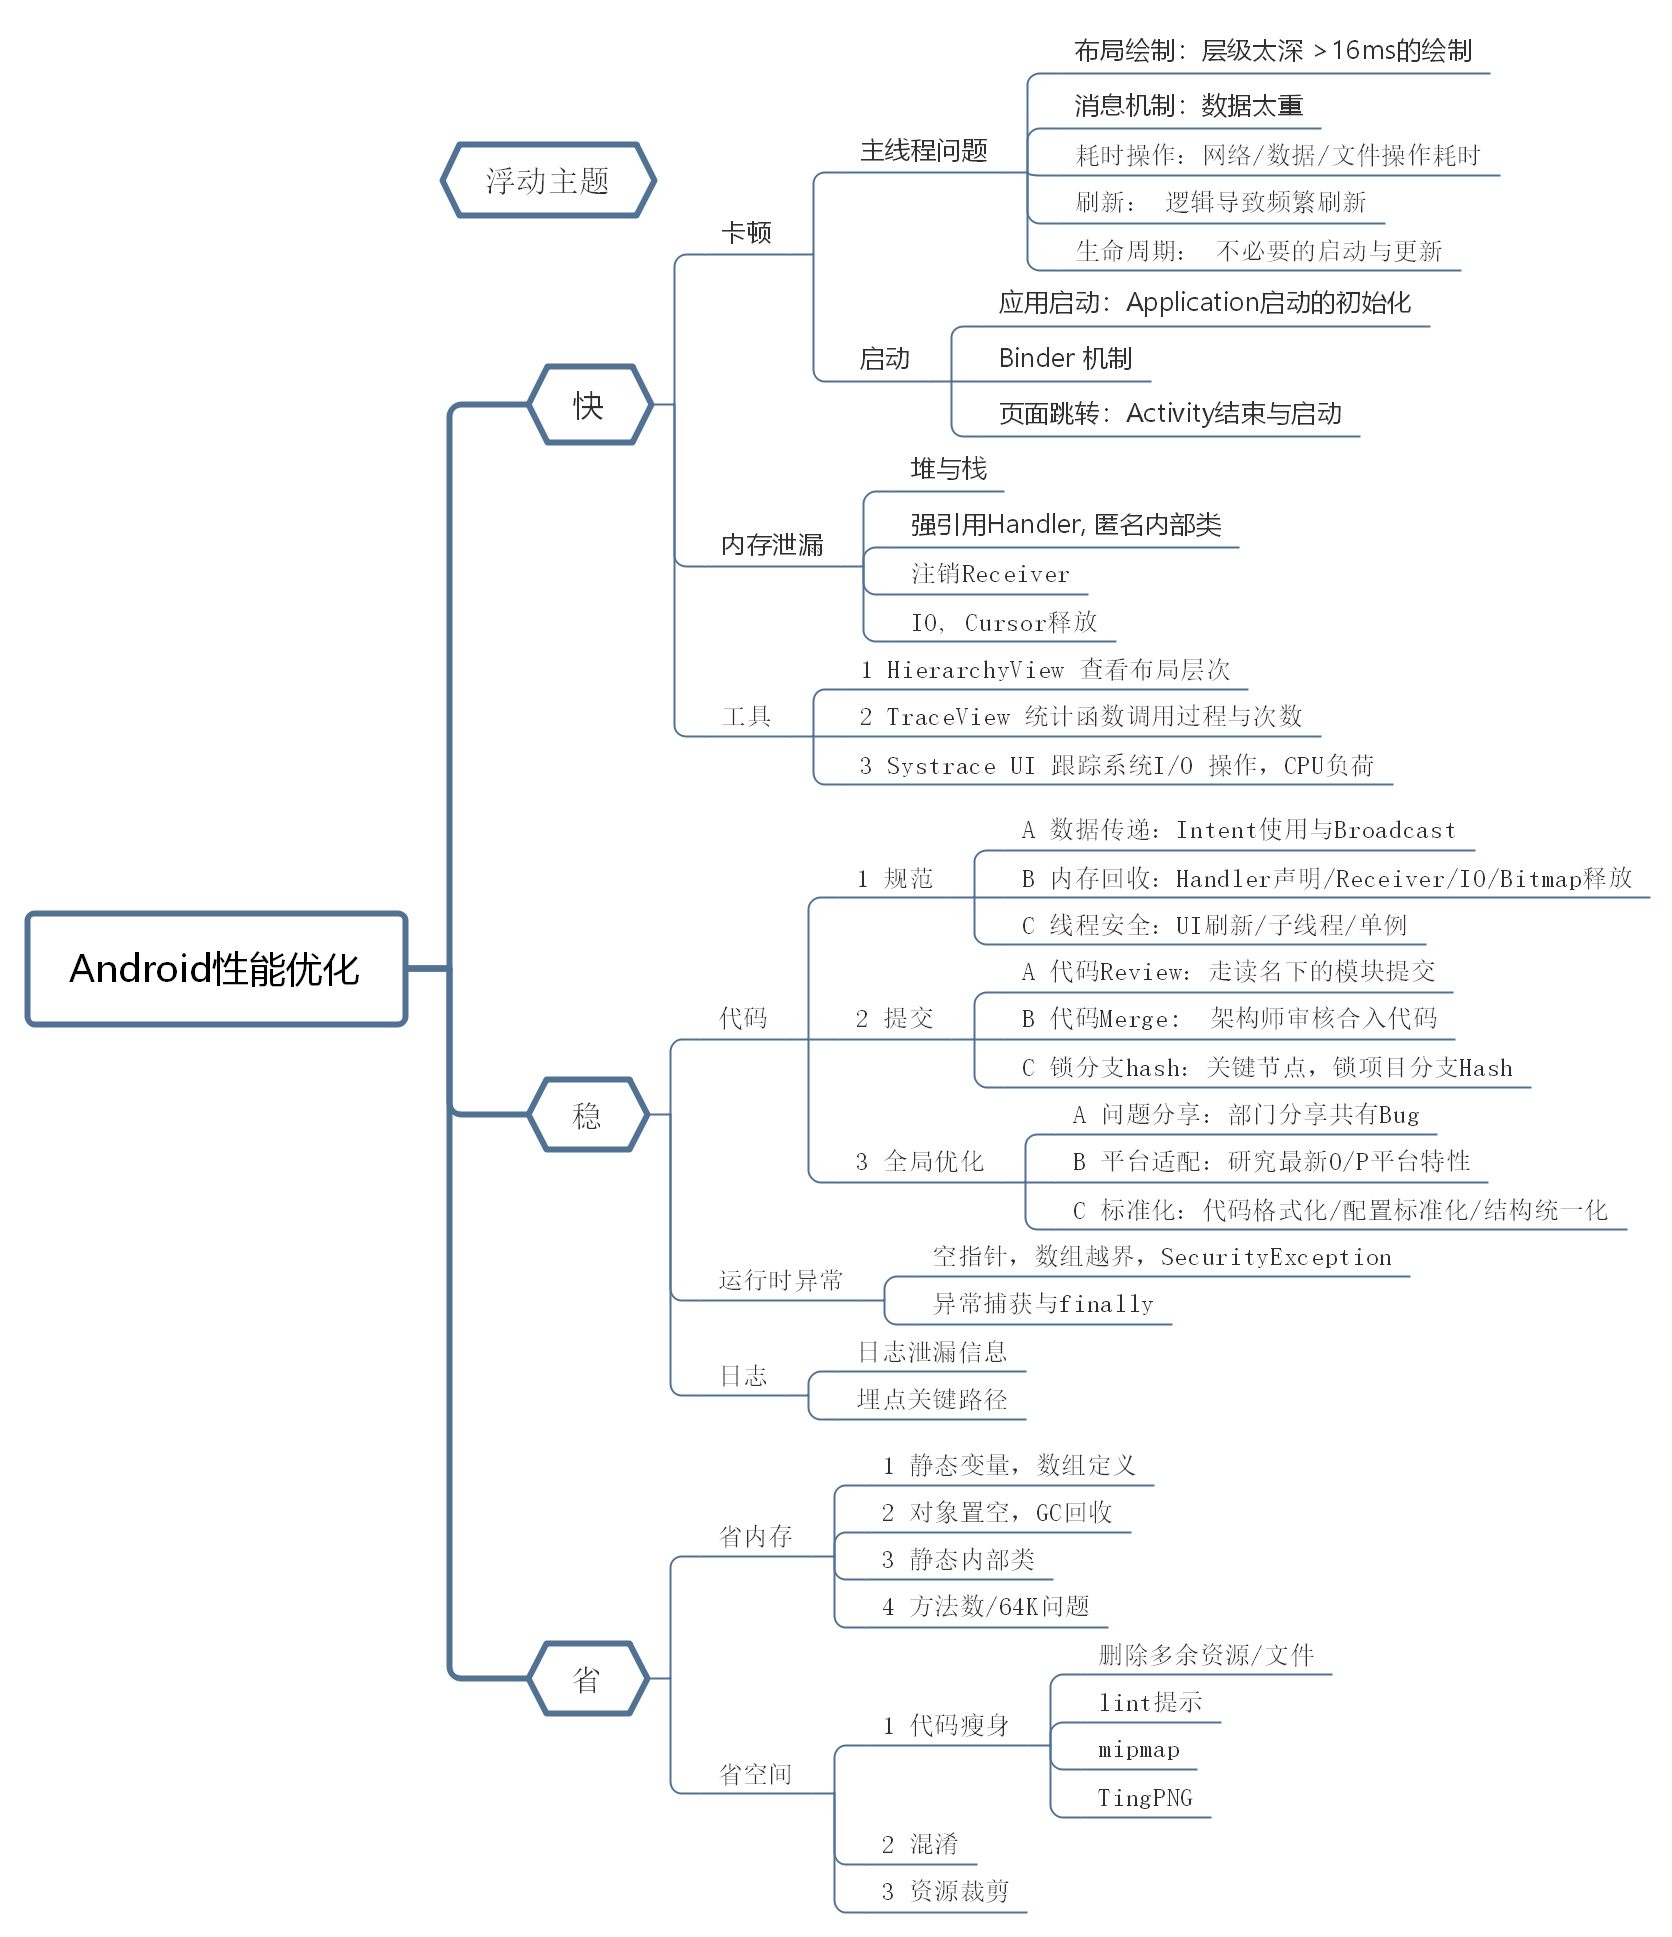 布局绘制：层级太深 >16ms的绘制
消息机制：数据太重
主线程问题
耗时操作：网络/数据/文件操作耗时
浮动主题
刷新： 逻辑导致频繁刷新
卡顿
生命周期： 不必要的启动与更新
应用启动：Application启动的初始化
启动
Binder 机制
快
页面跳转：Activity结束与启动
堆与栈
强引用Handler, 匿名内部类
内存泄漏
注销Receiver
IO, Cursor释放
1 HierarchyView 查看布局层次
工具
2 TraceView 统计函数调用过程与次数
3 Systrace UI 跟踪系统I/O 操作，CPU负荷
A 数据传递：Intent使用与Broadcast
1 规范
B 内存回收：Handler声明/Receiver/IO/Bitmap释放
C 线程安全：UI刷新/子线程/单例
Android性能优化
A 代码Review：走读名下的模块提交
代码
2 提交
B 代码Merge： 架构师审核合入代码
C 锁分支hash：关键节点，锁项目分支Hash
稳
A 问题分享：部门分享共有Bug
3 全局优化
B 平台适配：研究最新O/P平台特性
C 标准化：代码格式化/配置标准化/结构统一化
空指针，数组越界，SecurityException
运行时异常
异常捕获与finally
日志泄漏信息
日志
埋点关键路径
1 静态变量，数组定义
2 对象置空，GC回收
省内存
3 静态内部类
4 方法数/64K问题
省
删除多余资源/文件
lint提示
1 代码瘦身
mipmap
省空间
TingPNG
2 混淆
3 资源裁剪